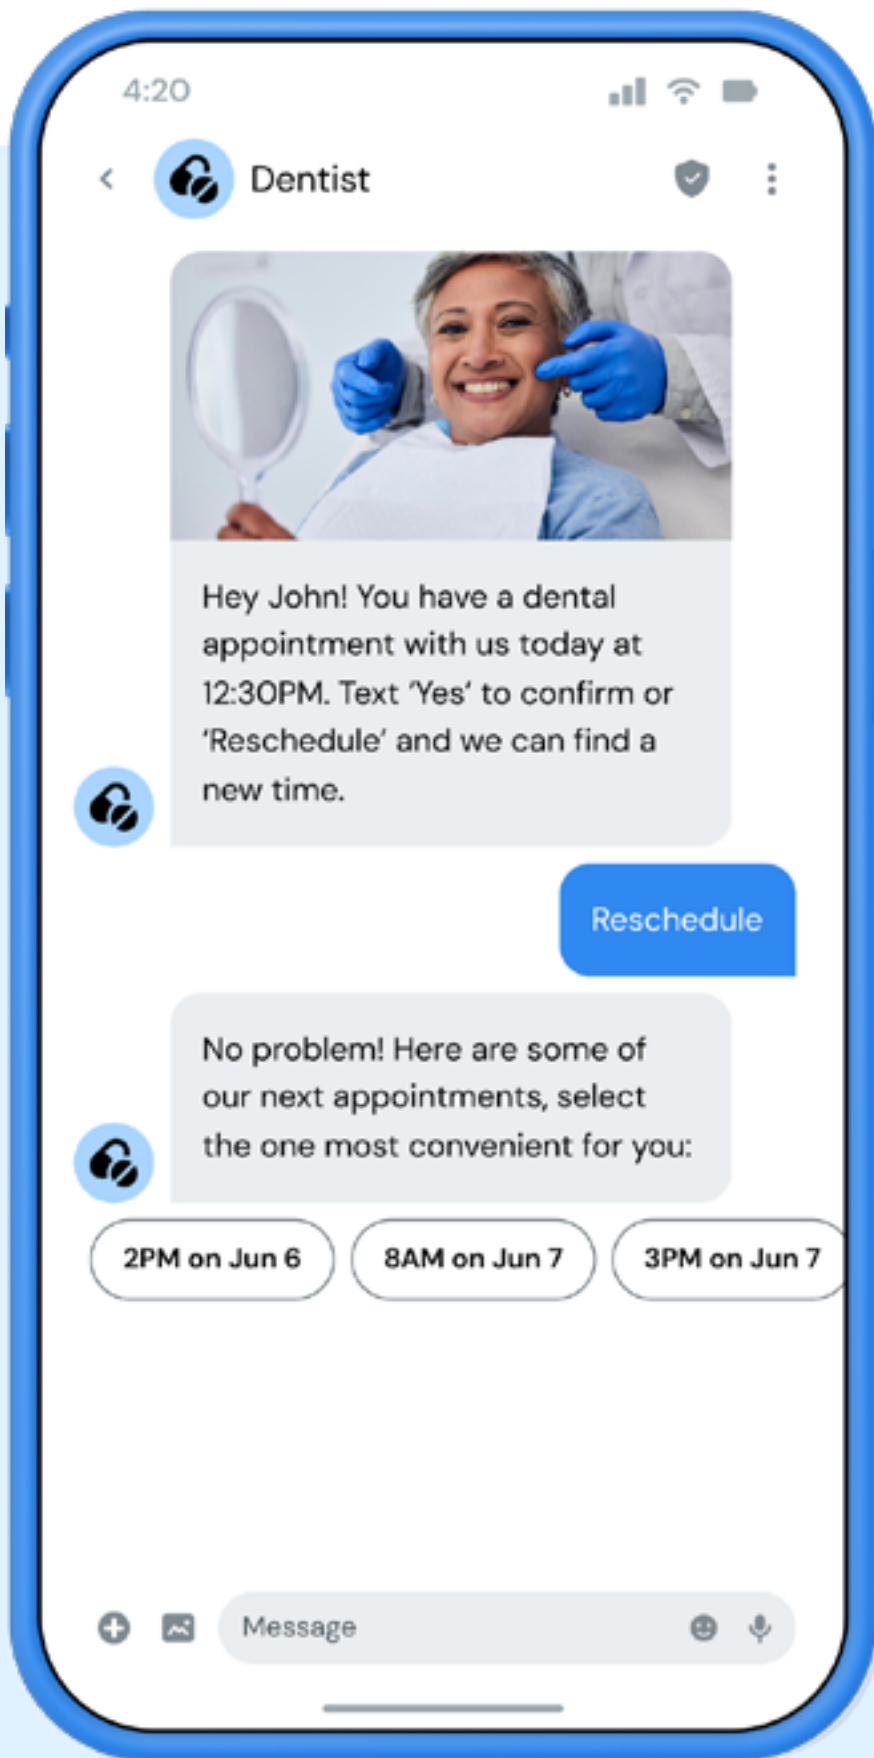 4:20
Dentist
Hey John! You have a dental
appointment with us today at
12:30PM. Text ‘Yes’ to confirm or
‘Reschedule’ and we can find a
new time.
Reschedule
No problem! Here are some of
our next appointments, select
the one most convenient for you:
2PM on Jun 6
8AM on Jun 7
3PM on Jun 7
Message